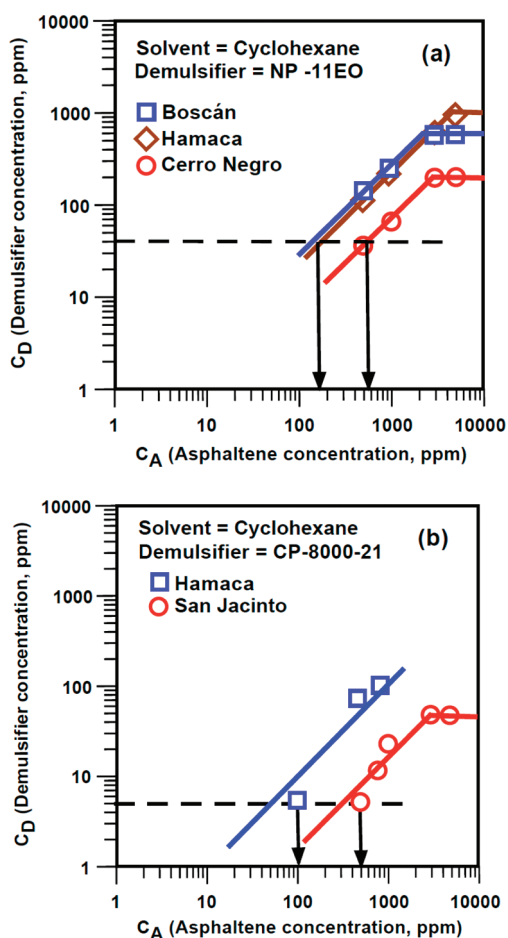 10000
1000
100
10
1
C_D (Demulsifier concentration, ppm)
Solvent = Cyclohexane
Demulsifier = NP -11EO
(a)
Boscán
Hamaca
Cerro Negro
1 10 100 1000 10000
C_A (Asphaltene concentration, ppm)
10000
1000
100
10
1
C_D (Demulsifier concentration, ppm)
Solvent = Cyclohexane
Demulsifier = CP-8000-21
(b)
Hamaca
San Jacinto
1 10 100 1000 10000
C_A (Asphaltene concentration, ppm)